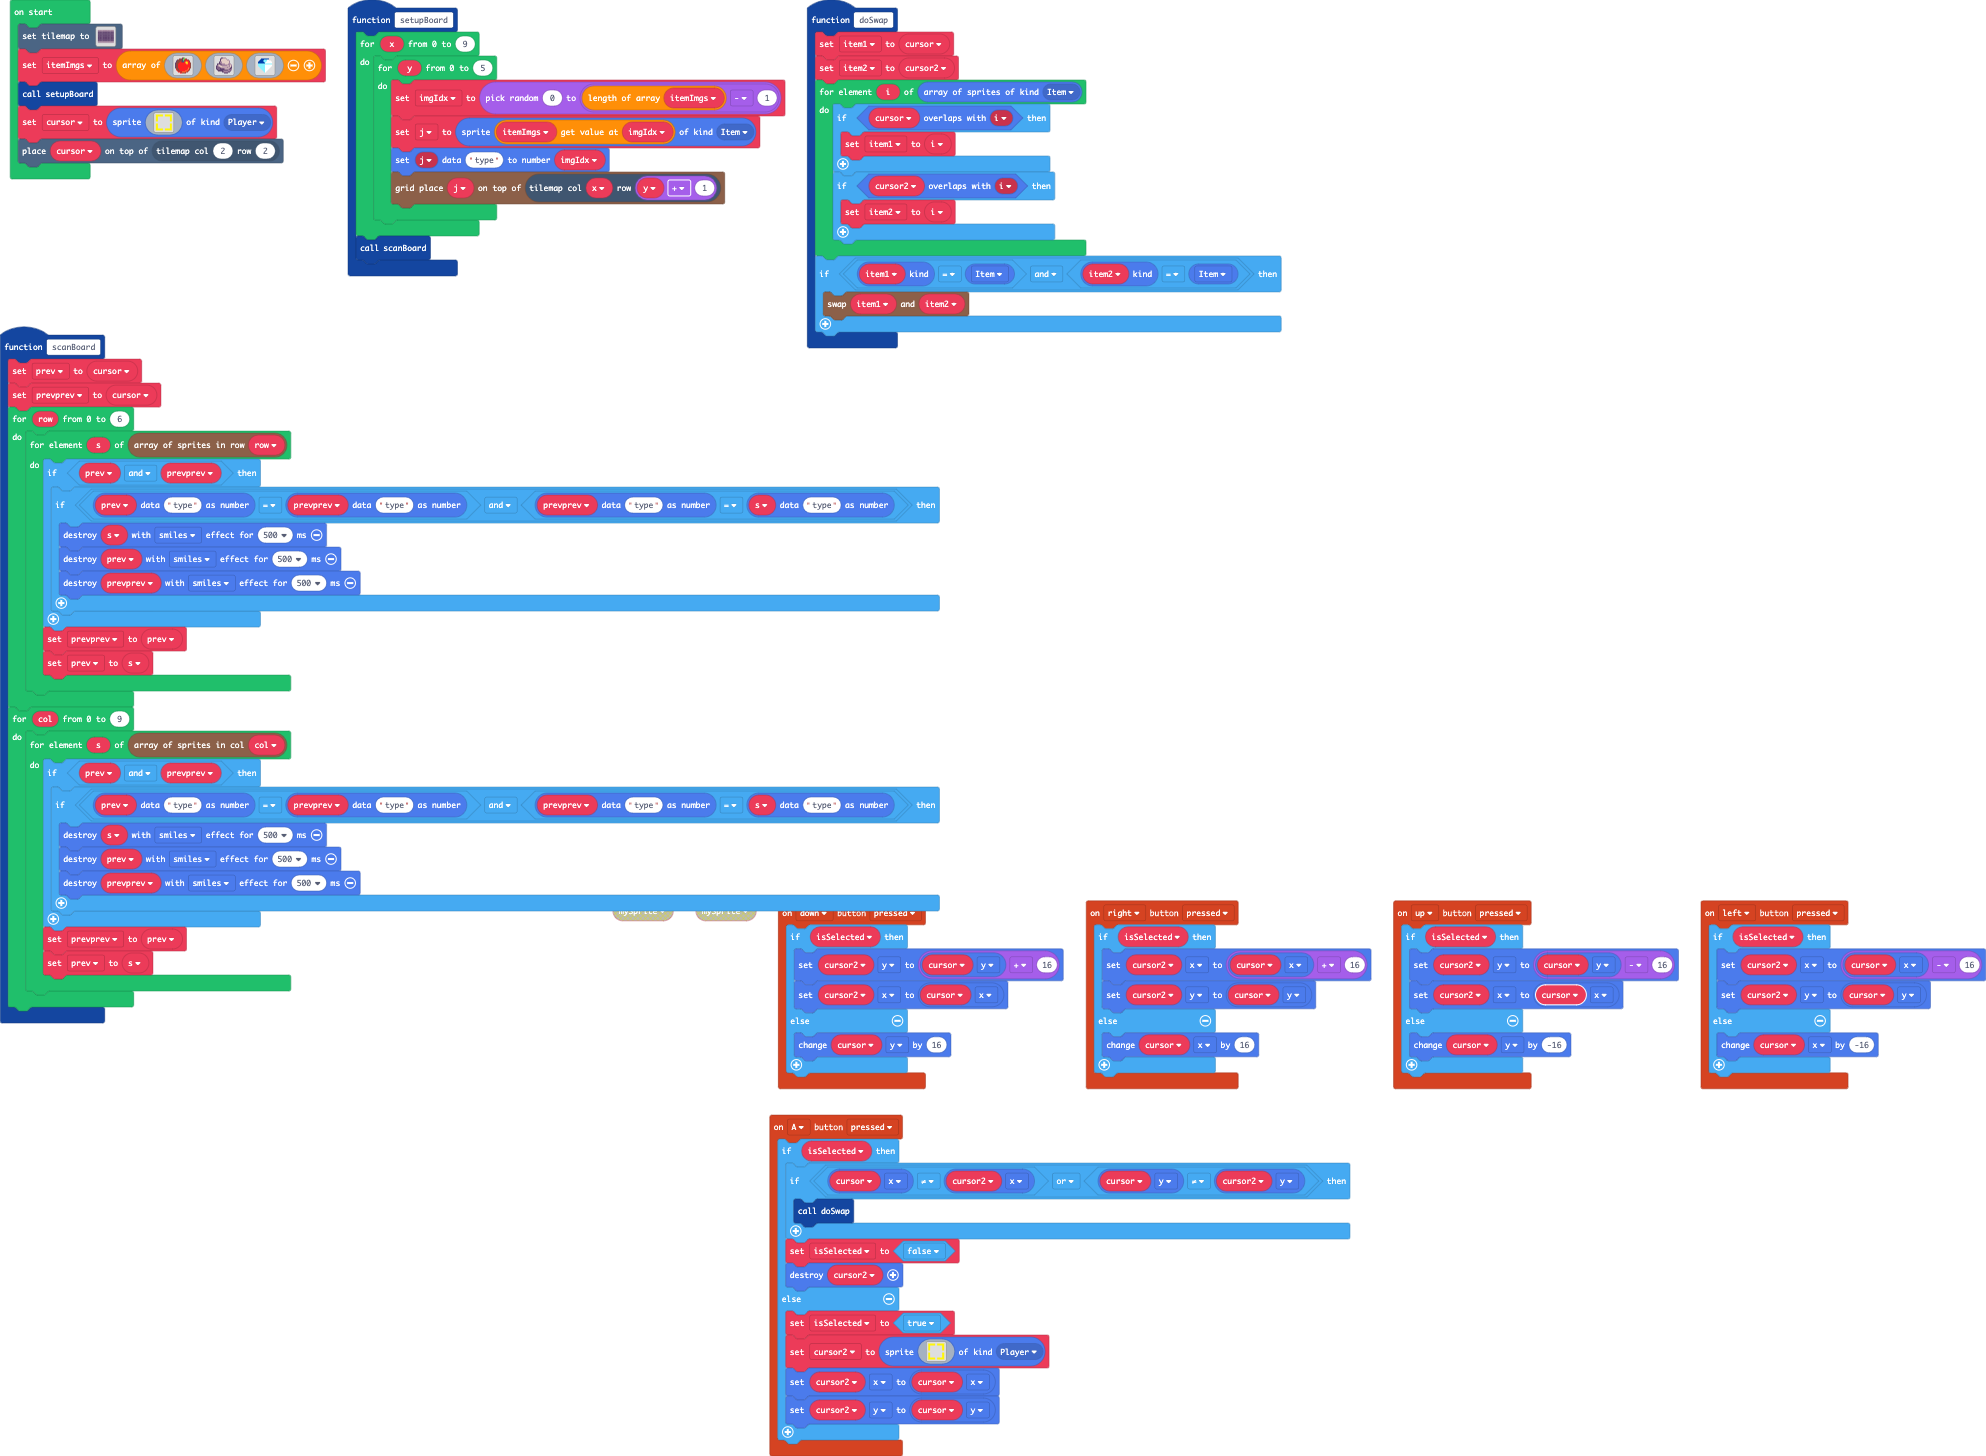 on start
set tilemap to
set itemImgs to array of
call setupBoard
set cursor to sprite of kind Player
place cursor on top of tilemap col 2 row 2
function setupBoard
for x from 0 to 9
do
for y from 0 to 5
do
set imgIdx to pick random 0 to length of array itemImgs - 1
set j to sprite itemImgs get value at imgIdx of kind Item
set j data "type" to number imgIdx
grid place j on top of tilemap col x row y + 1
call scanBoard
function doSwap
set item1 to cursor
set item2 to cursor2
for element i of array of sprites of kind Item
do
if cursor overlaps with i then
set item1 to i
if cursor2 overlaps with i then
set item2 to i
if item1 kind = Item and item2 kind = Item then
swap item1 and item2
function scanBoard
set prev to cursor
set prevprev to cursor
for row from 0 to 6
do
for element s of array of sprites in row row
do
if prev and prevprev then
if prev data "type" as number = prevprev data "type" as number and prevprev data "type" as number = s data "type" as number then
destroy s with smiles effect for 500 ms
destroy prev with smiles effect for 500 ms
destroy prevprev with smiles effect for 500 ms
set prevprev to prev
set prev to s
for col from 0 to 9
do
for element s of array of sprites in col col
do
if prev and prevprev then
if prev data "type" as number = prevprev data "type" as number and prevprev data "type" as number = s data "type" as number then
destroy s with smiles effect for 500 ms
destroy prev with smiles effect for 500 ms
destroy prevprev with smiles effect for 500 ms
set prevprev to prev
set prev to s
mySprite mySprite
on down button pressed
if isSelected then
set cursor2 y to cursor y + 16
set cursor2 x to cursor x
else
change cursor y by 16
on right button pressed
if isSelected then
set cursor2 x to cursor x + 16
set cursor2 y to cursor y
else
change cursor x by 16
on up button pressed
if isSelected then
set cursor2 y to cursor y - 16
set cursor2 x to cursor x
else
change cursor y by -16
on left button pressed
if isSelected then
set cursor2 x to cursor x - 16
set cursor2 y to cursor y
else
change cursor x by -16
on A button pressed
if isSelected then
if cursor x ≠ cursor2 x or cursor y ≠ cursor2 y then
call doSwap
set isSelected to false
destroy cursor2
else
set isSelected to true
set cursor2 to sprite of kind Player
set cursor2 x to cursor x
set cursor2 y to cursor y